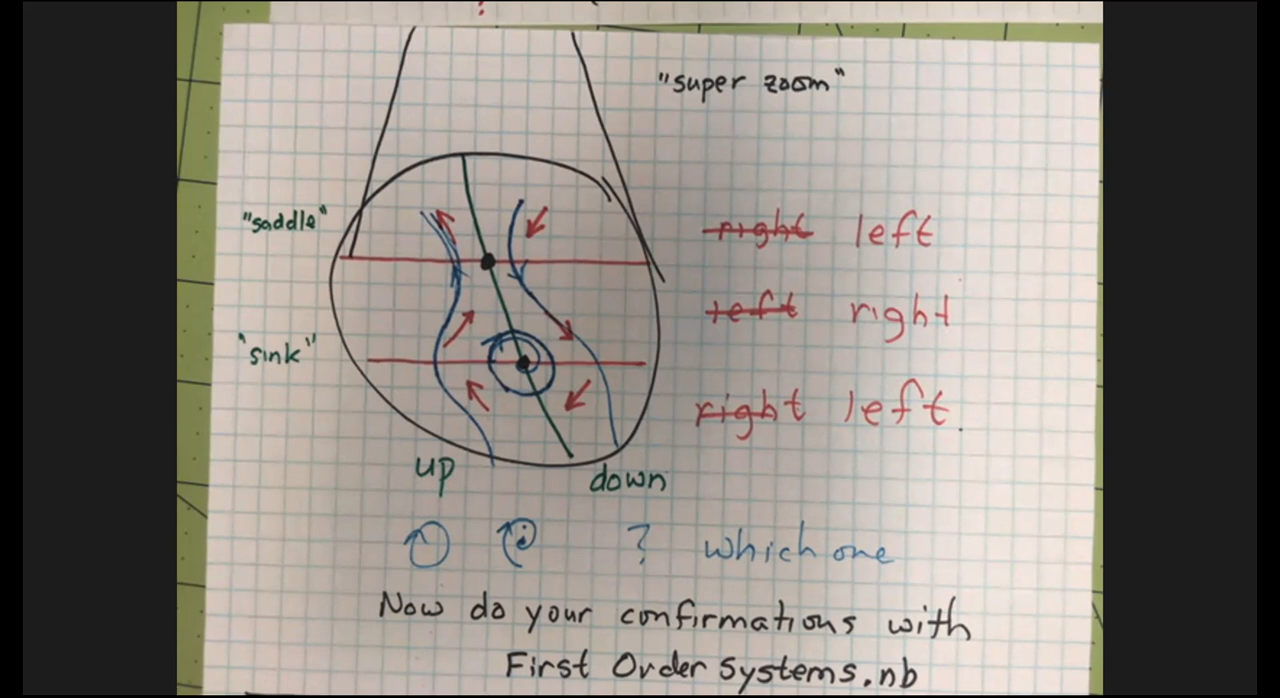 "super zoom"
"saddle"
right left
left right
"sink"
right left.
up
down
? which one
Now do your confirmations with
First Order Systems.nb